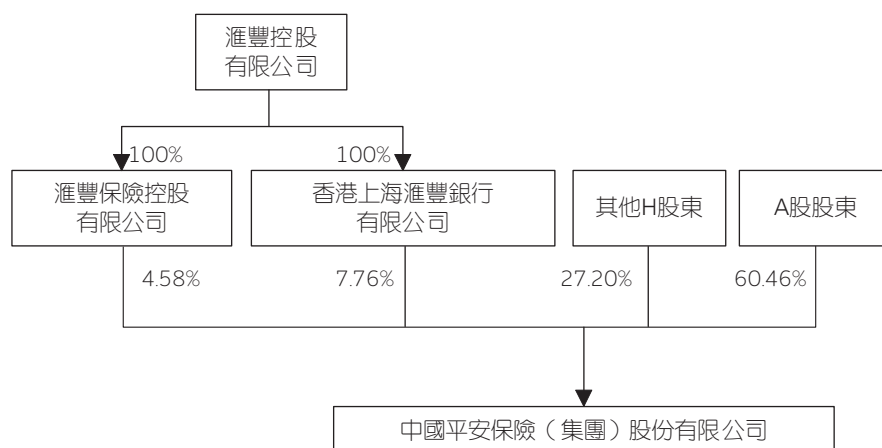 滙豐控股
有限公司
100%
100%
滙豐保險控股
有限公司
香港上海滙豐銀行
有限公司
其他H股東
A股股東
4.58%
7.76%
27.20%
60.46%
中國平安保險（集團）股份有限公司